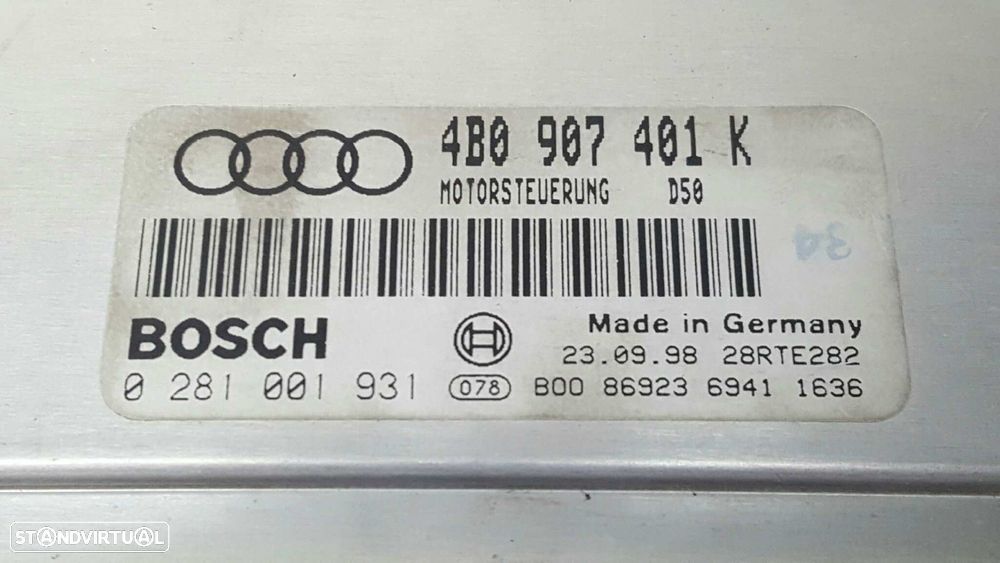 4B0 907 401 K
MOTORSTEUERUNG D50
BOSCH
Made in Germany
23.09.98 28RTE282
0 281 001 931 078 B00 86923 6941 1636
STANDVIRTUAL